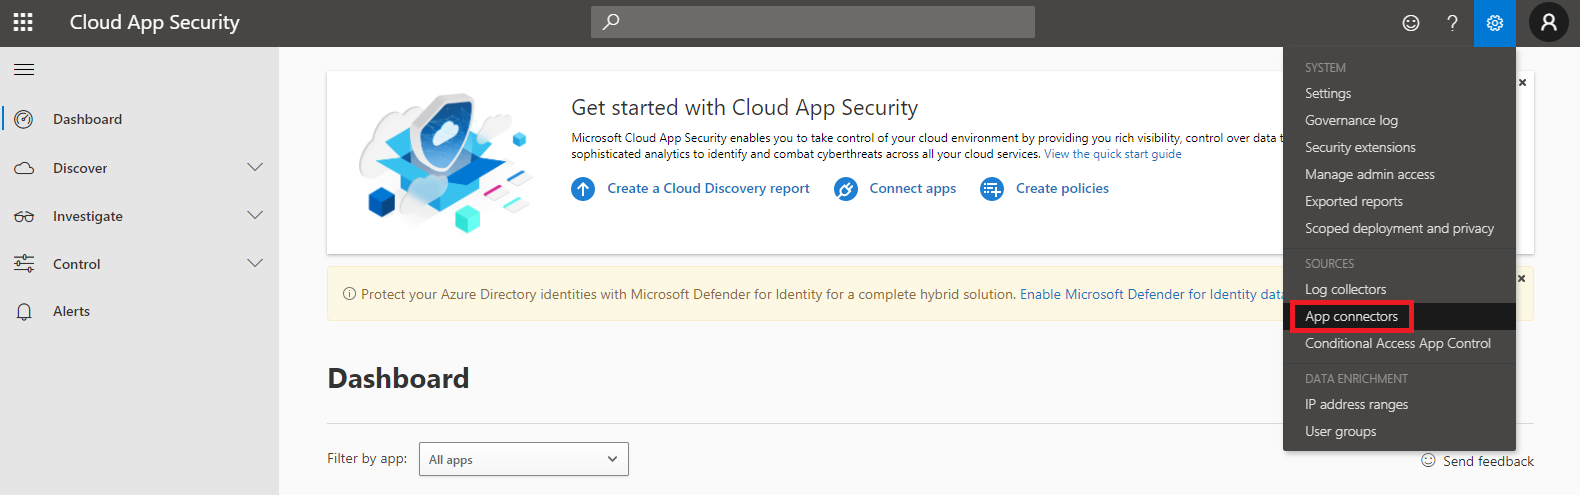 Cloud App Security
Dashboard
Discover
Investigate
Control
Alerts
Get started with Cloud App Security
Microsoft Cloud App Security enables you to take control of your cloud environment by providing you rich visibility, control over data
sophisticated analytics to identify and combat cyberthreats across all your cloud services. View the quick start guide
Create a Cloud Discovery report
Connect apps
Create policies
Protect your Azure Directory identities with Microsoft Defender for Identity for a complete hybrid solution. Enable Microsoft Defender for Identity data
Dashboard
Filter by app:
All apps
Send feedback
SYSTEM
Settings
Governance log
Security extensions
Manage admin access
Exported reports
Scoped deployment and privacy
SOURCES
Log collectors
App connectors
Conditional Access App Control
DATA ENRICHMENT
IP address ranges
User groups